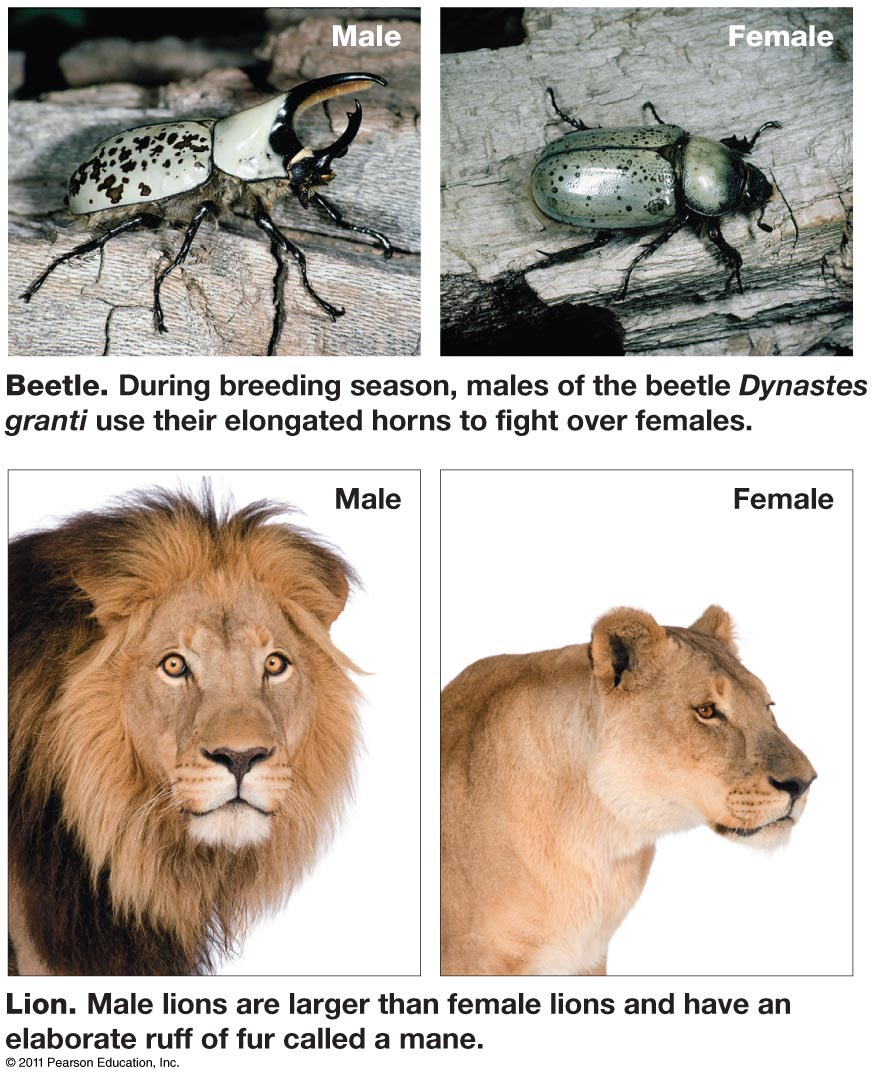 Male
Female
Beetle. During breeding season, males of the beetle Dynastes
granti use their elongated horns to fight over females.
Male
Female
Lion. Male lions are larger than female lions and have an
elaborate ruff of fur called a mane.
© 2011 Pearson Education, Inc.